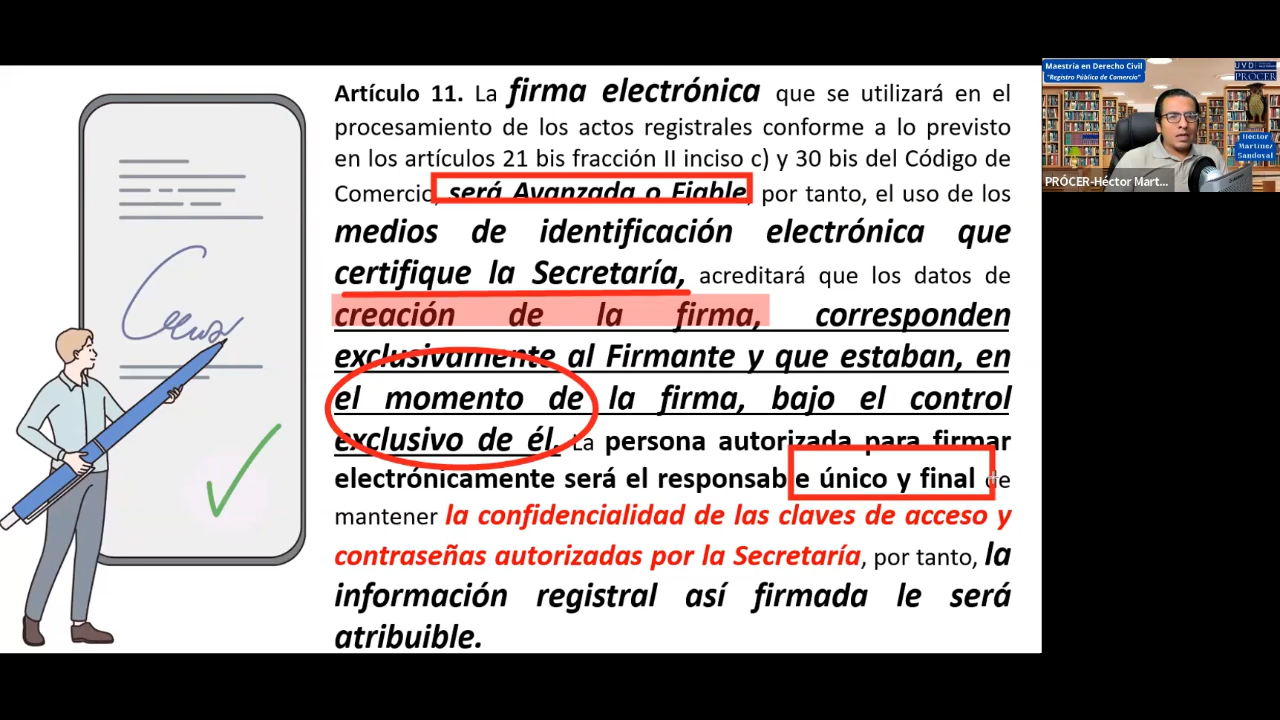 Artículo 11. La firma electrónica que se utilizará en el
procesamiento de los actos registrales conforme a lo previsto
en los artículos 21 bis fracción II inciso c) y 30 bis del Código de
Comercio, será Avanzada o Fiable, por tanto, el uso de los
medios de identificación electrónica que
certifique la Secretaría, acreditará que los datos de
creación de la firma, corresponden
exclusivamente al Firmante y que estaban, en
el momento de la firma, bajo el control
exclusivo de él. La persona autorizada para firmar
electrónicamente será el responsable único y final de
mantener la confidencialidad de las claves de acceso y
contraseñas autorizadas por la Secretaría, por tanto, la
información registral así firmada le será
atribuible.
Maestría en Derecho Civil
"Registro Público de Comercio"
UVD
PRÓCER
Héctor
Martínez
Sandoval
PRÓCER-Héctor Mart...